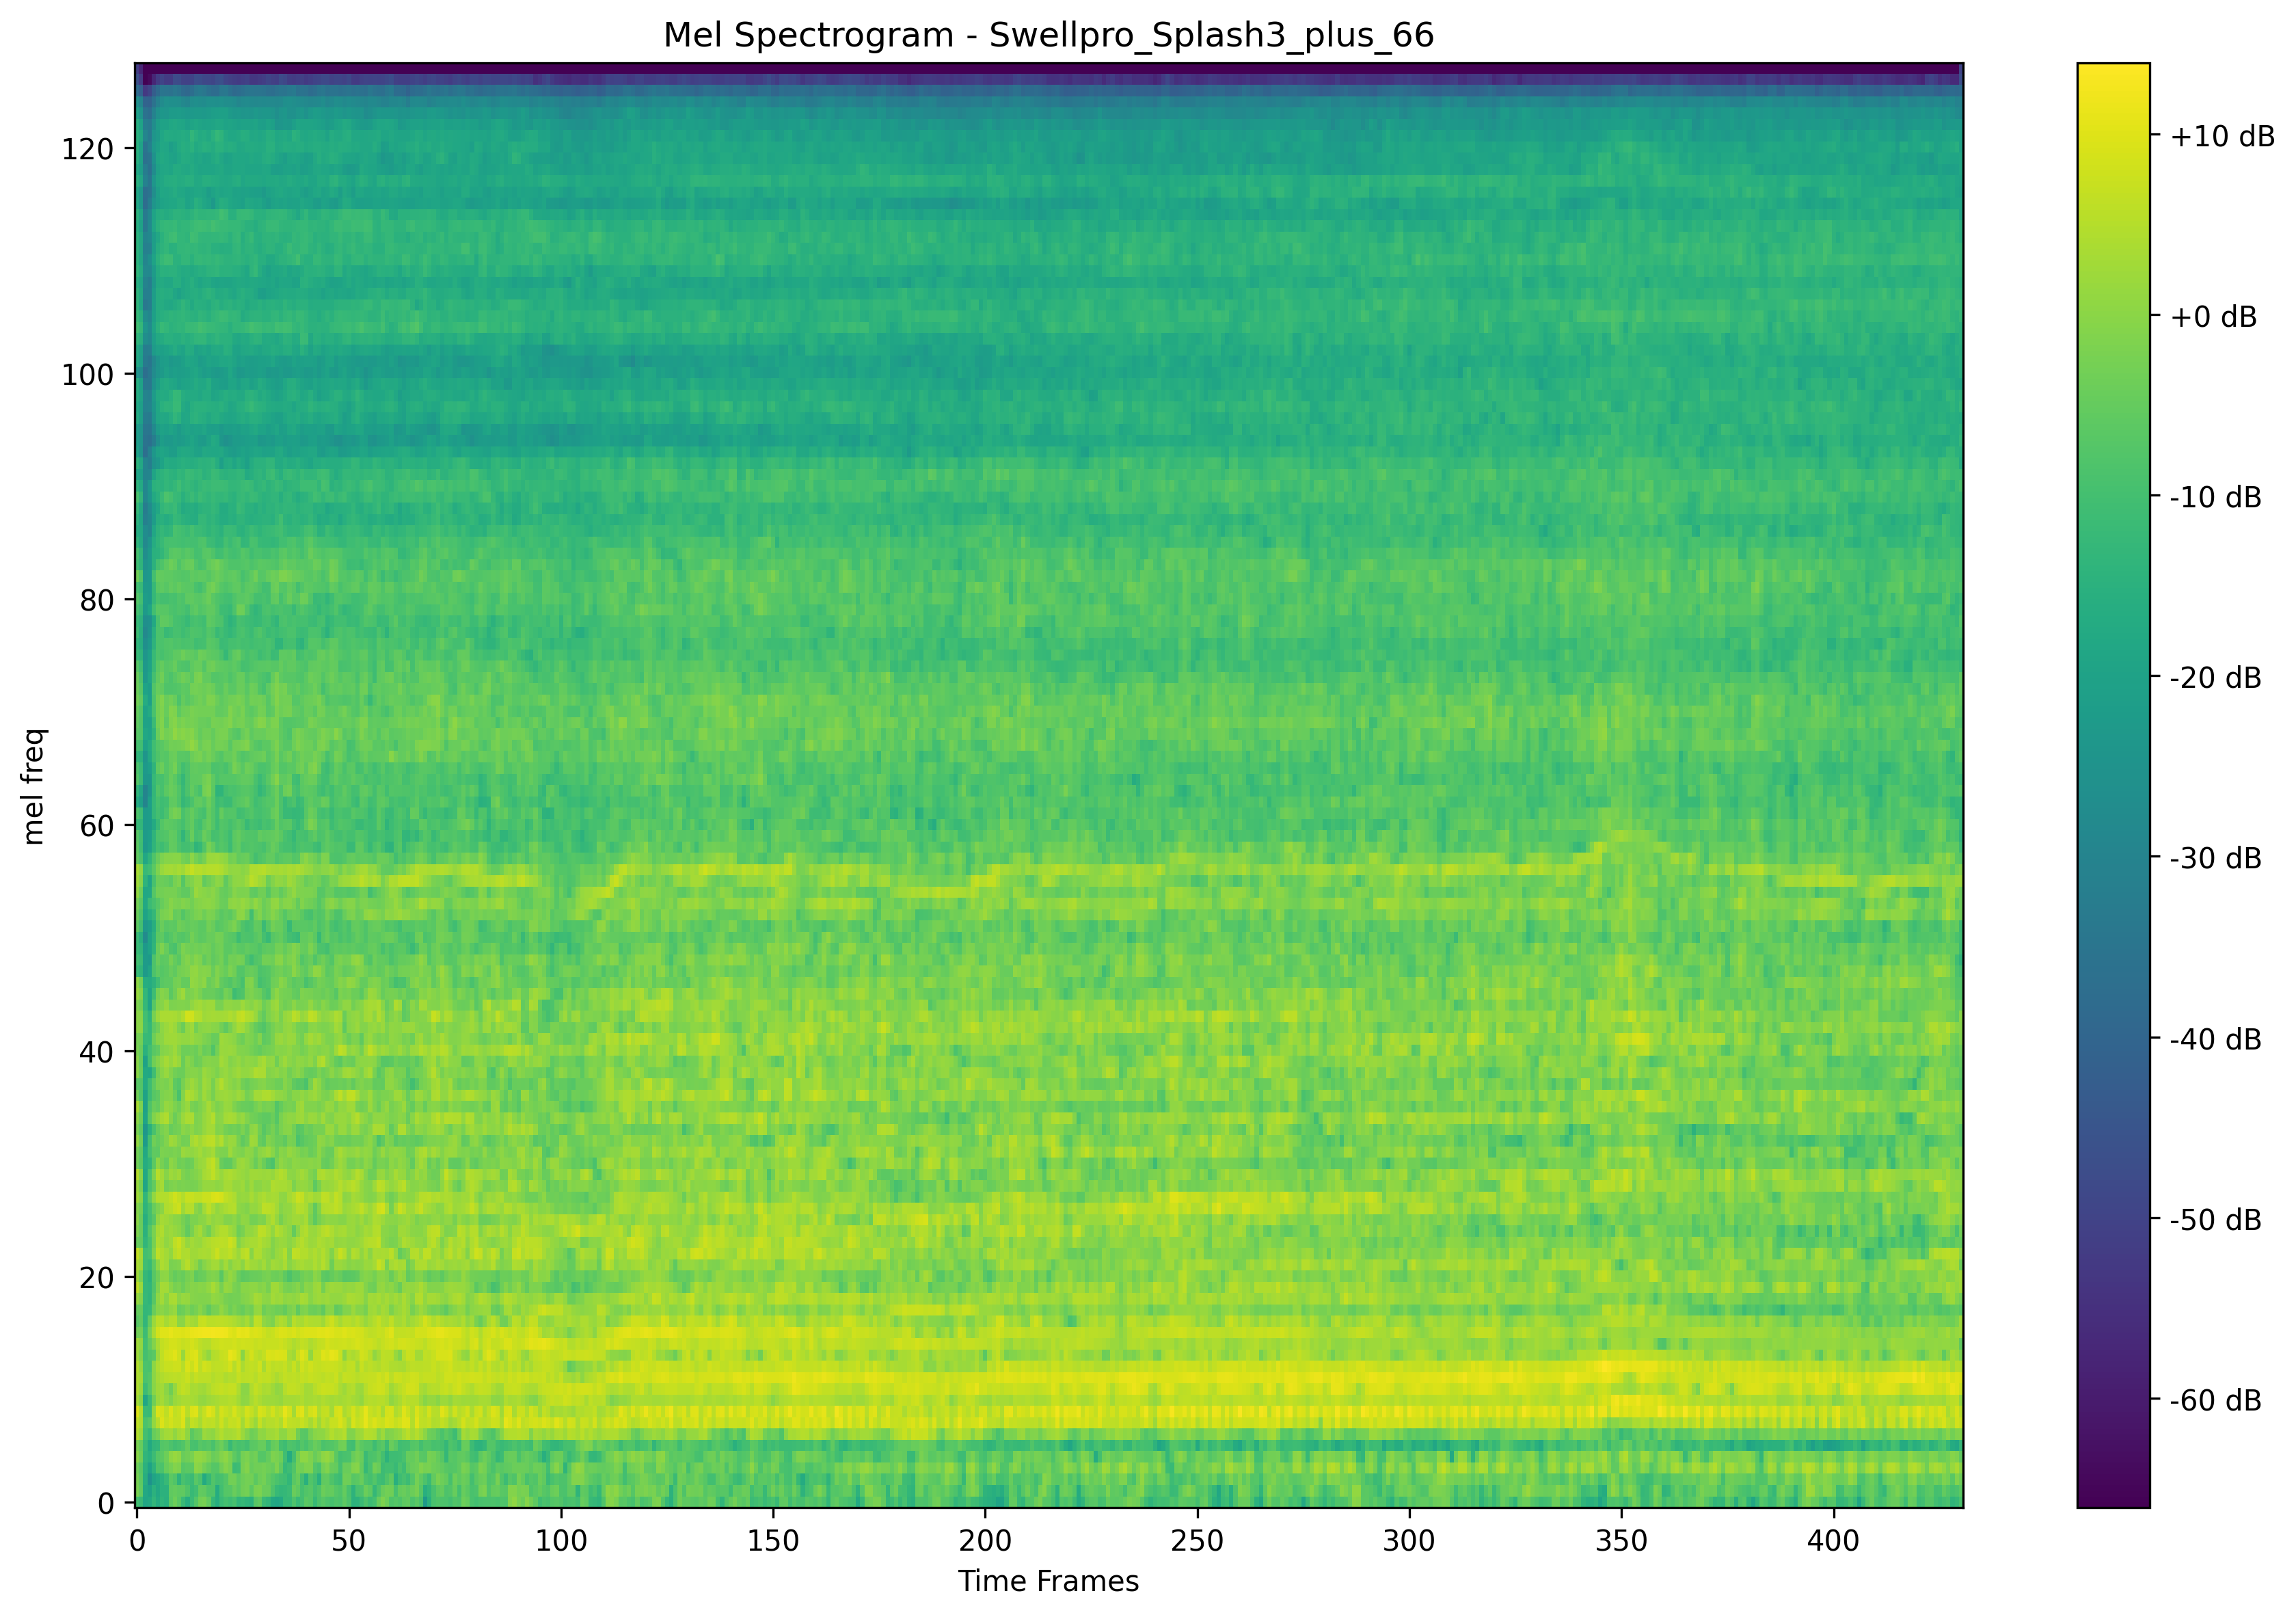 Mel Spectrogram - Swellpro_Splash3_plus_66
mel freq
120
100
80
60
40
20
0
0 50 100 150 200 250 300 350 400
Time Frames
+10 dB
+0 dB
-10 dB
-20 dB
-30 dB
-40 dB
-50 dB
-60 dB